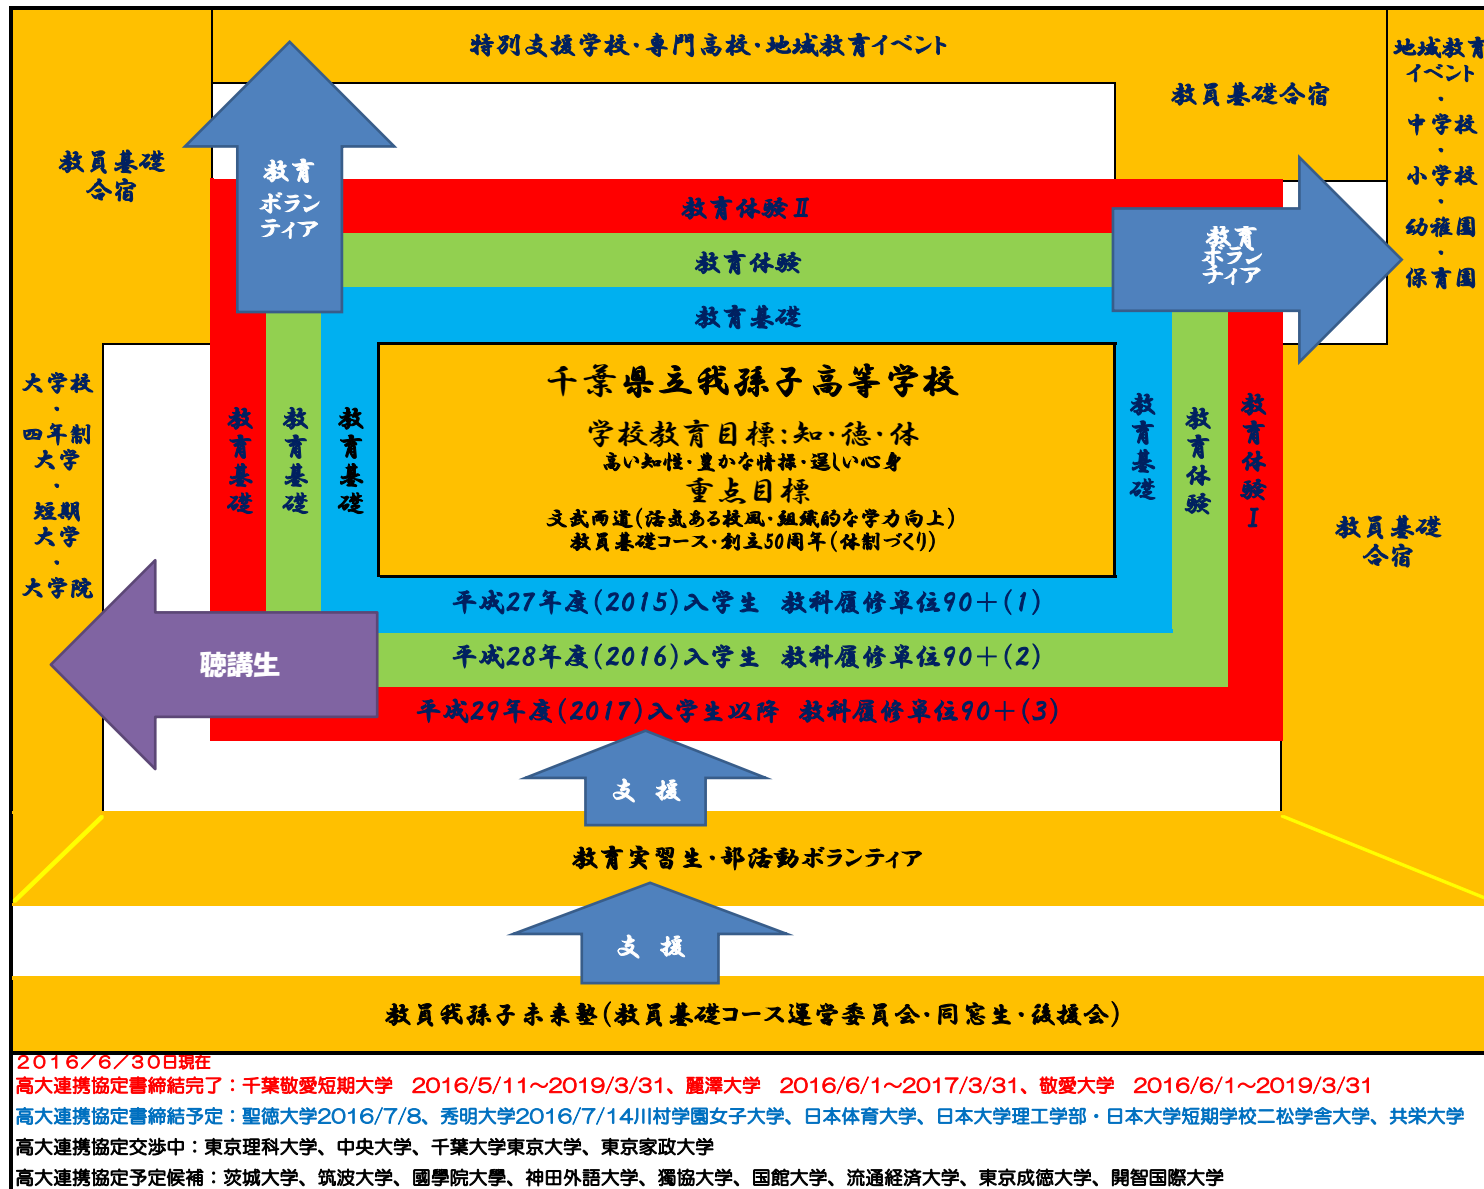 特別支援学校・専門高校・地域教育イベント
地域教育
イベント
・
中学校
・
小学校
・
幼稚園
・
保育園
教員基礎合宿
教員基礎
合宿
教育
ボラン
ティア
教育体験Ⅱ
教育
ボラン
ティア
教育体験
教育基礎
千葉県立我孫子高等学校
学校教育目標:知・徳・体
高い知性・豊かな情操・逞しい心身
重点目標
文武両道(活気ある校風・組織的な学力向上)
教員基礎コース・創立50周年(体制づくり)
大学校
・
四年制
大学
・
短期
大学
・
大学院
教育基礎
教育基礎
教育基礎
教育基礎
教育体験
教育体験Ⅰ
教員基礎
合宿
平成27年度(2015)入学生 教科履修単位90+(1)
平成28年度(2016)入学生 教科履修単位90+(2)
平成29年度(2017)入学生以降 教科履修単位90+(3)
聴講生
支 援
教育実習生・部活動ボランティア
支 援
教員我孫子未来塾(教員基礎コース運営委員会・同窓生・後援会)
2016/6/30日現在
高大連携協定書締結完了:千葉敬愛短期大学 2016/5/11~2019/3/31、麗澤大学 2016/6/1~2017/3/31、敬愛大学 2016/6/1~2019/3/31
高大連携協定書締結予定:聖徳大学2016/7/8、秀明大学2016/7/14川村学園女子大学、日本体育大学、日本大学理工学部・日本大学短期学校二松学舎大学、共栄大学
高大連携協定交渉中:東京理科大学、中央大学、千葉大学東京大学、東京家政大学
高大連携協定予定候補:茨城大学、筑波大学、國學院大學、神田外語大学、獨協大学、国館大学、流通経済大学、東京成徳大学、開智国際大学